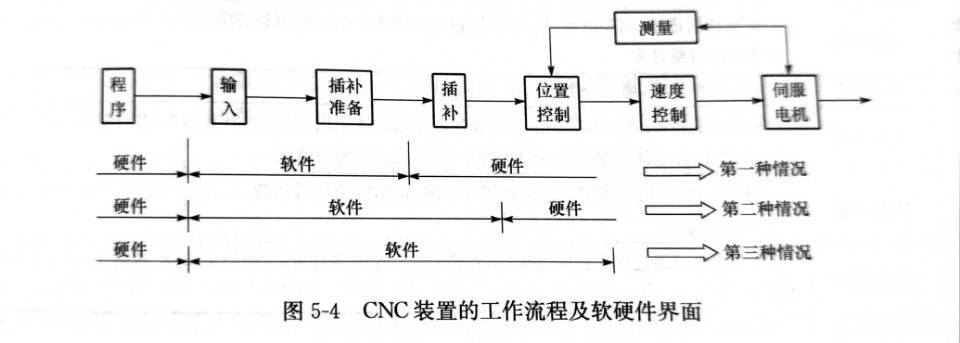 测量
程序
输入
插补准备
插补
位置控制
速度控制
伺服电机
硬件 软件 硬件 第一种情况
硬件 软件 硬件 第二种情况
硬件 软件 第三种情况
图 5-4 CNC 装置的工作流程及软硬件界面